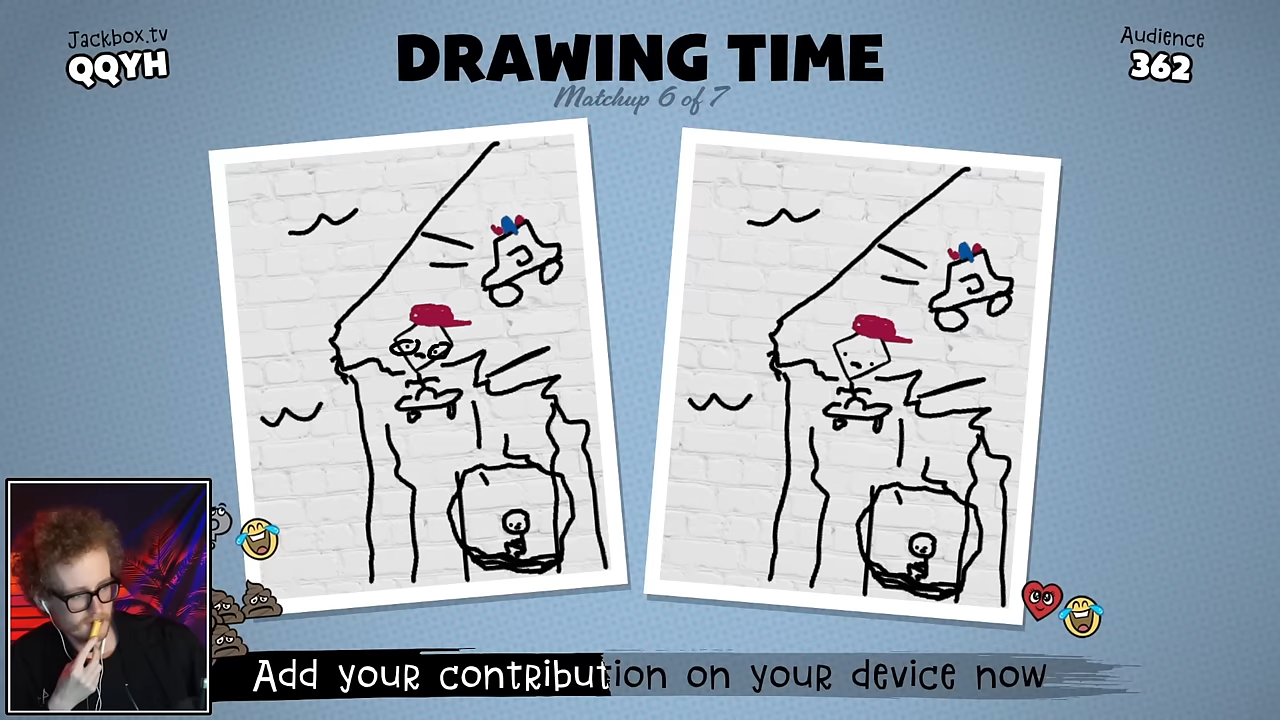 Jackbox.tv
QQYH
DRAWING TIME
Matchup 6 of 7
Audience
362
Add your contribution on your device now